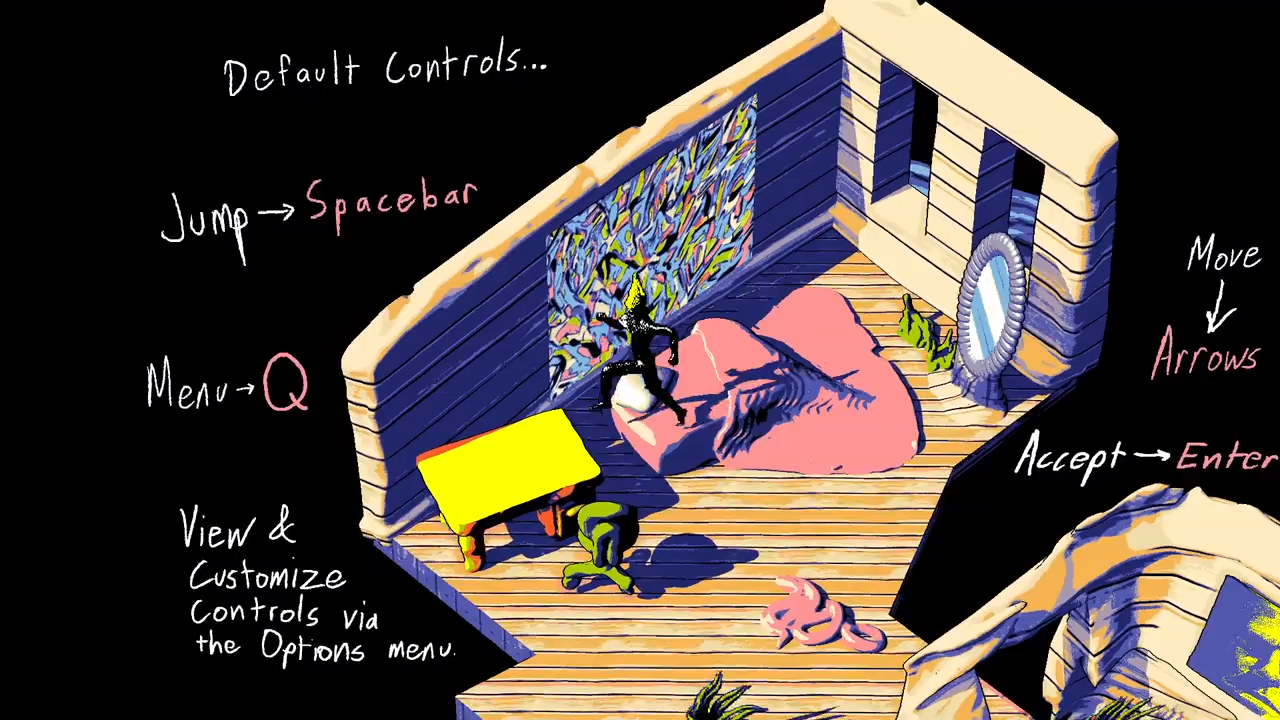 Default Controls...
Jump → Spacebar
Move
↓
Arrows
Menu → Q
Accept → Enter
View &
Customize
Controls via
the Options menu.